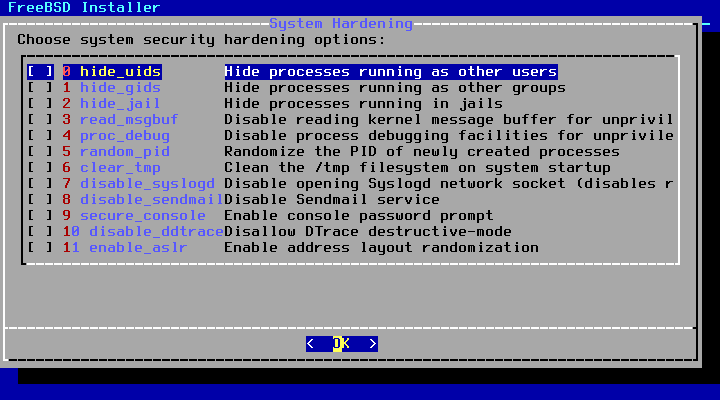 FreeBSD Installer
System Hardening
Choose system security hardening options:
[ ] 0 hide_uids Hide processes running as other users
[ ] 1 hide_gids Hide processes running as other groups
[ ] 2 hide_jail Hide processes running in jails
[ ] 3 read_msgbuf Disable reading kernel message buffer for unprivil
[ ] 4 proc_debug Disable process debugging facilities for unprivile
[ ] 5 random_pid Randomize the PID of newly created processes
[ ] 6 clear_tmp Clean the /tmp filesystem on system startup
[ ] 7 disable_syslogd Disable opening Syslogd network socket (disables r
[ ] 8 disable_sendmail Disable Sendmail service
[ ] 9 secure_console Enable console password prompt
[ ] 10 disable_ddtrace Disallow DTrace destructive-mode
[ ] 11 enable_aslr Enable address layout randomization
< OK >